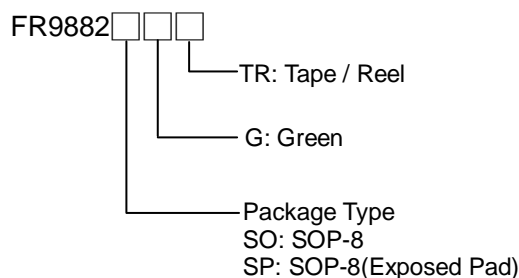 FR9882
TR: Tape / Reel
G: Green
Package Type
SO: SOP-8
SP: SOP-8(Exposed Pad)